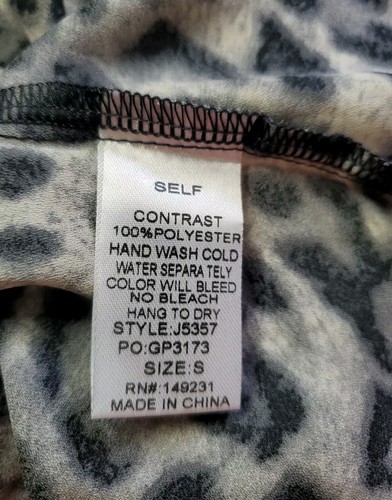 SELF
CONTRAST
100%POLYESTER
HAND WASH COLD
WATER SEPARA TELY
COLOR WILL BLEED
NO BLEACH
HANG TO DRY
STYLE:J5357
PO:GP3173
SIZE:S
RN#:149231
MADE IN CHINA